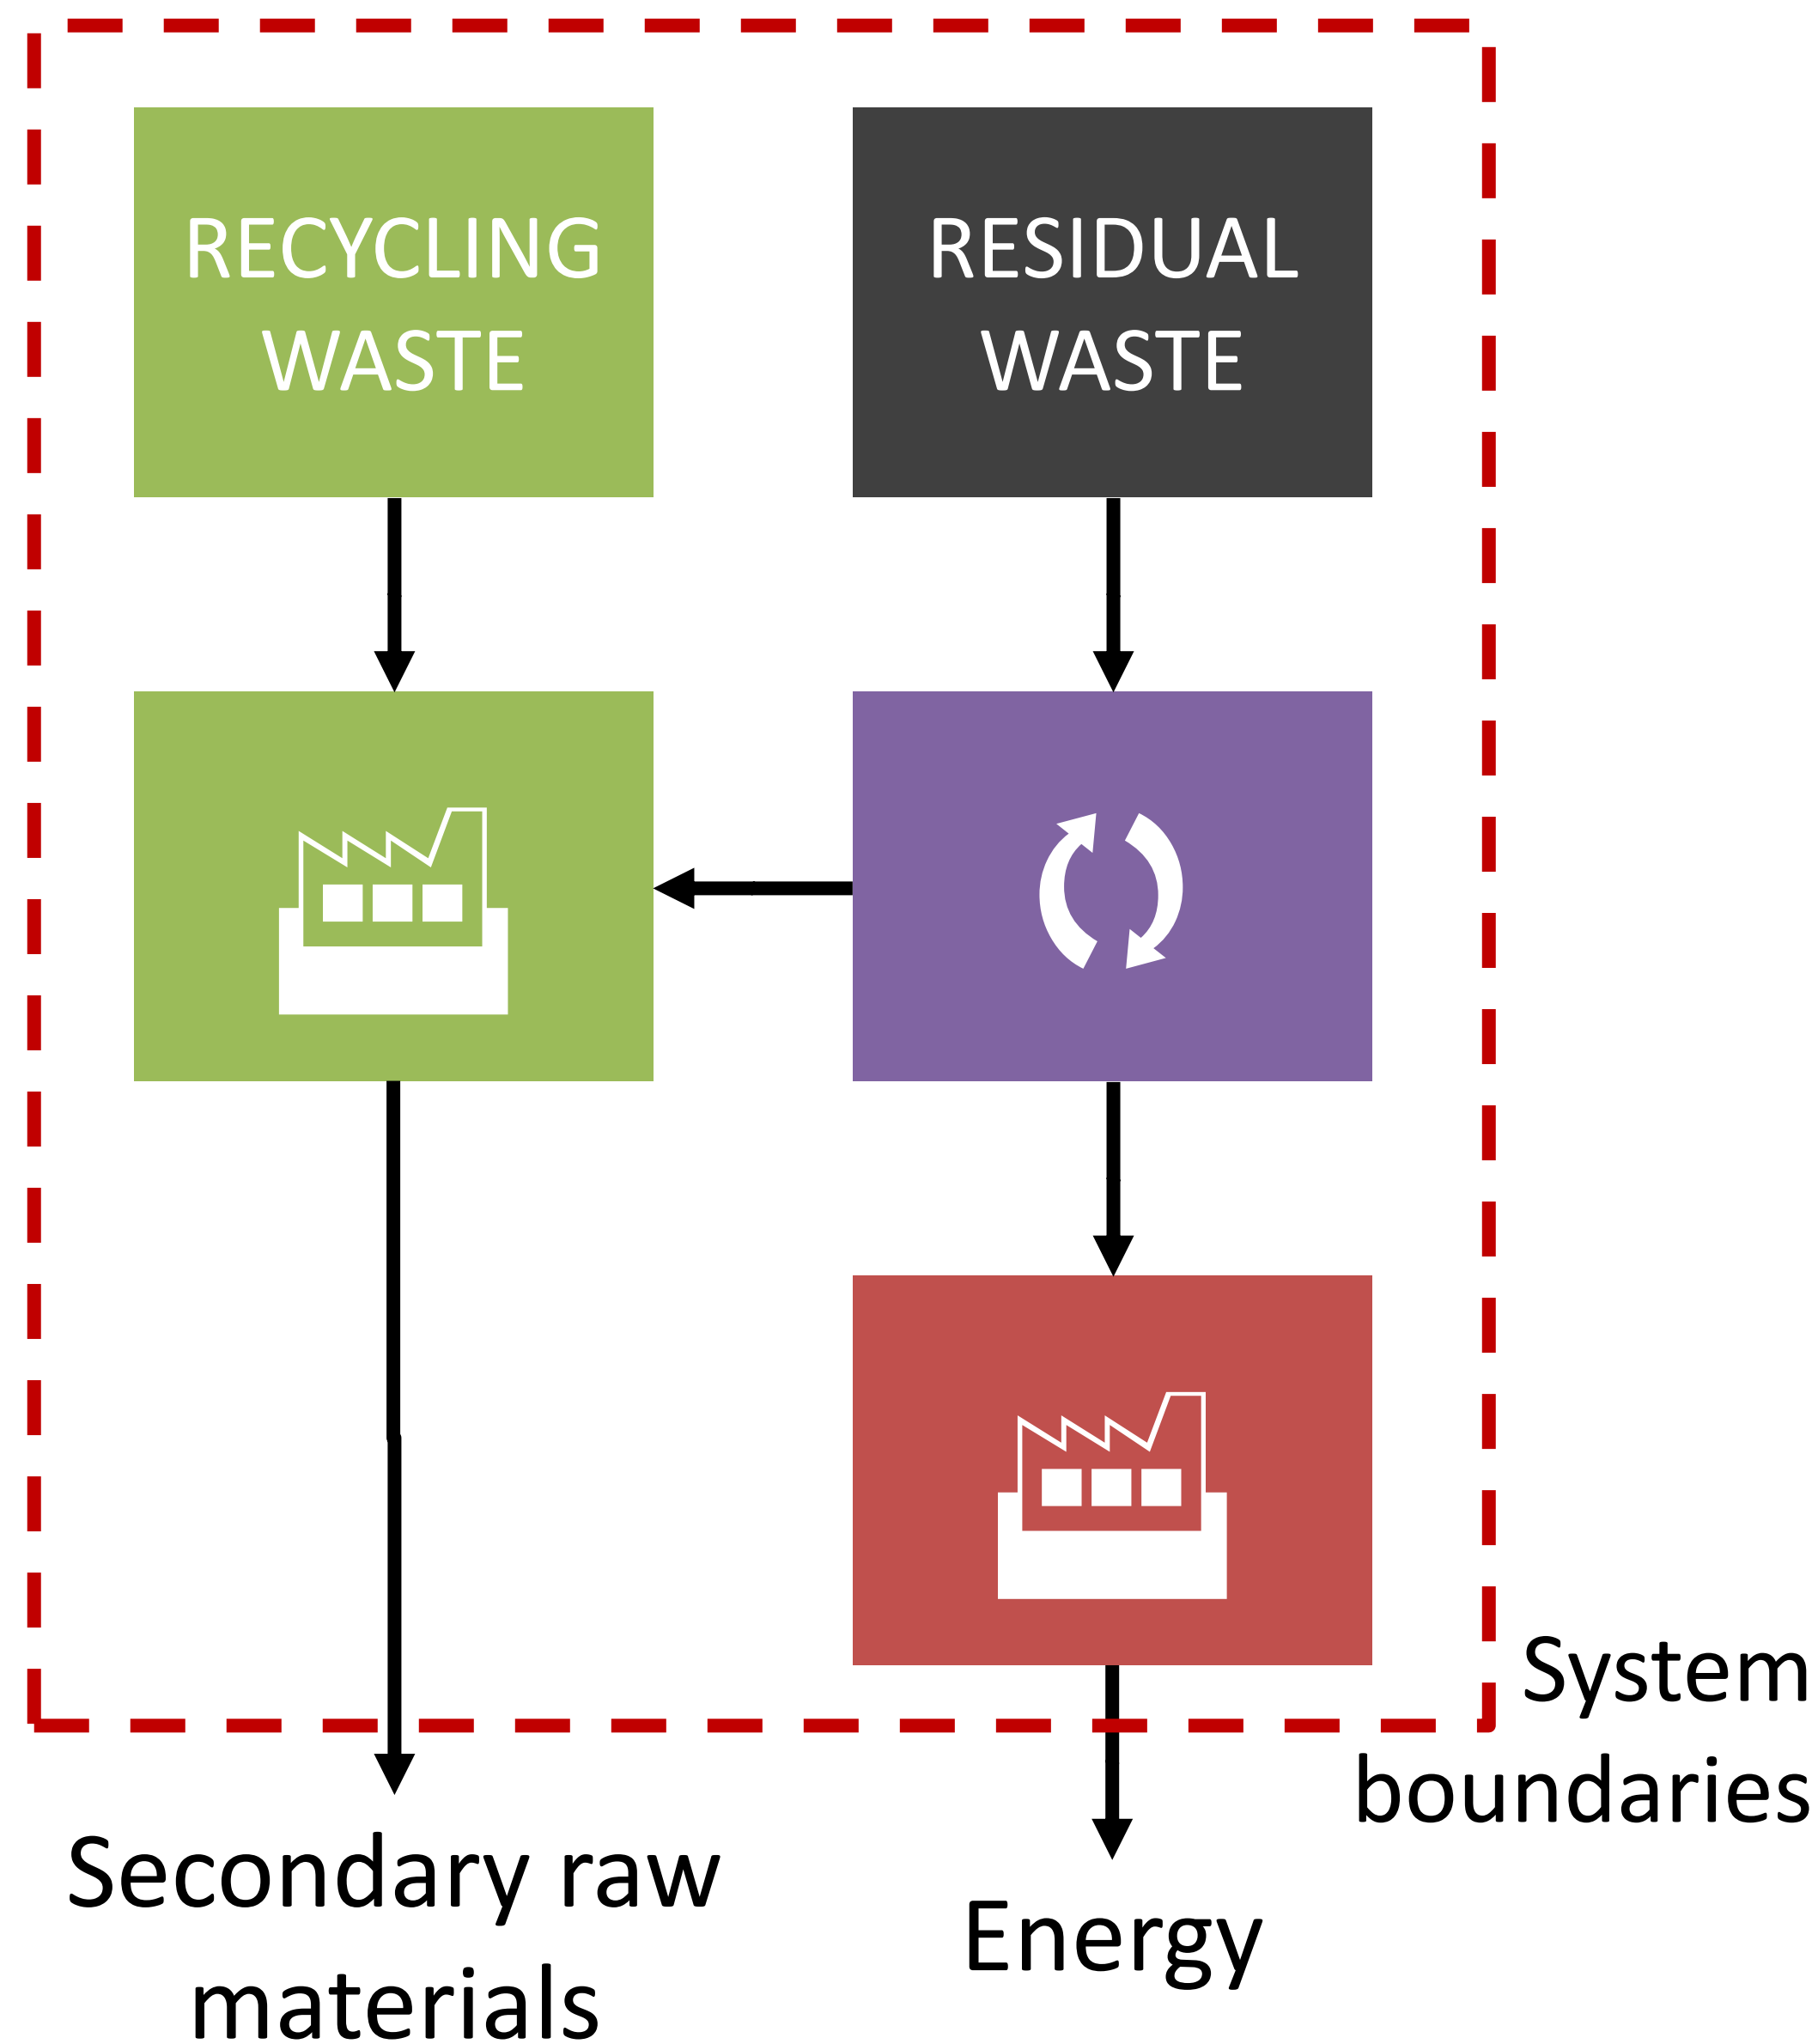 RECYCLING
WASTE
RESIDUAL
WASTE
System
boundaries
Secondary raw
materials
Energy